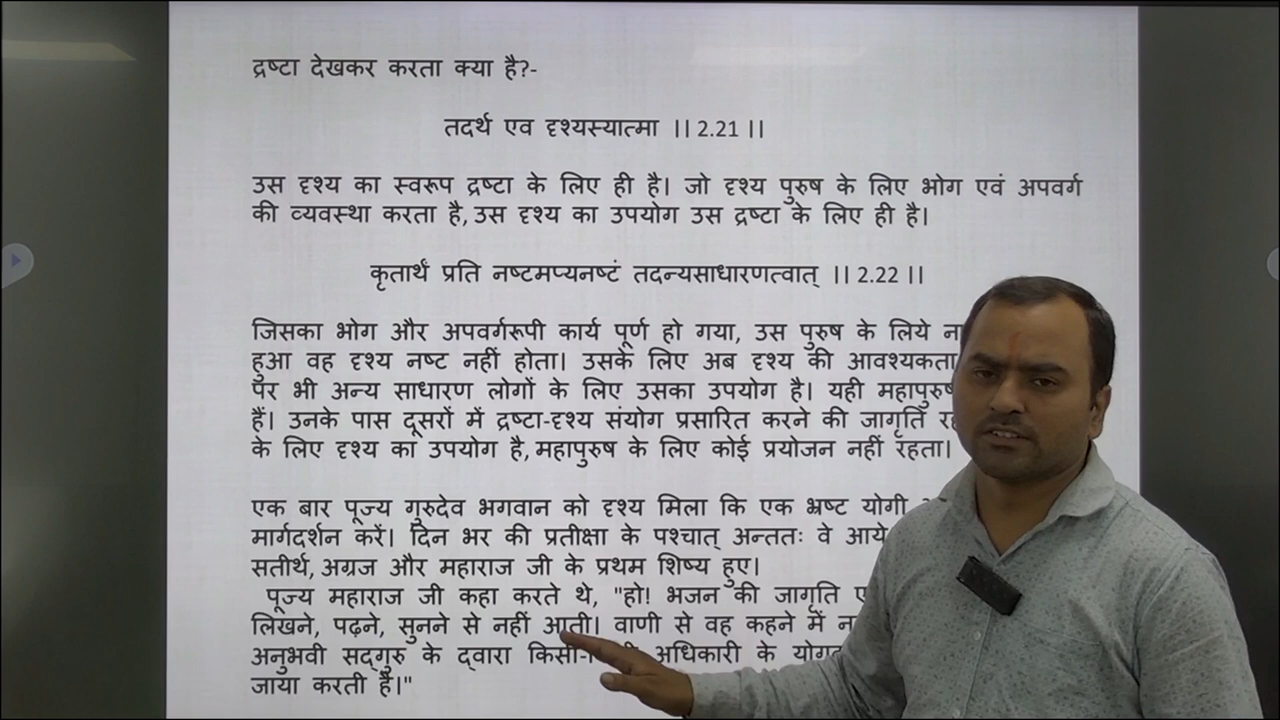 द्रष्टा देखकर करता क्या है?-
तदर्थ एव दृश्यस्यात्मा ।। 2.21 ।।
उस दृश्य का स्वरूप द्रष्टा के लिए ही है। जो दृश्य पुरुष के लिए भोग एवं अपवर्ग
की व्यवस्था करता है, उस दृश्य का उपयोग उस द्रष्टा के लिए ही है।
कृतार्थं प्रति नष्टमप्यनष्टं तदन्यसाधारणत्वात् ।। 2.22 ।।
जिसका भोग और अपवर्गरूपी कार्य पूर्ण हो गया, उस पुरुष के लिये
हुआ वह दृश्य नष्ट नहीं होता। उसके लिए अब दृश्य की आवश्यकता
पर भी अन्य साधारण लोगों के लिए उसका उपयोग है। यही
हैं। उनके पास दूसरों में द्रष्टा-दृश्य संयोग प्रसारित करने की जागृति
के लिए दृश्य का उपयोग है, महापुरुष के लिए कोई प्रयोजन नहीं रहता।
एक बार पूज्य गुरुदेव भगवान को दृश्य मिला कि एक भ्रष्ट योगी
मार्गदर्शन करें। दिन भर की प्रतीक्षा के पश्चात् अन्ततः वे आये
सतीर्थ, अग्रज और महाराज जी के प्रथम शिष्य हुए।
पूज्य महाराज जी कहा करते थे, "हो! भजन की जागृति
लिखने, पढ़ने, सुनने से नहीं आती। वाणी से वह कहने में
अनुभवी सद्गुरु के द्वारा अधिकारी के
जाया करती है।"